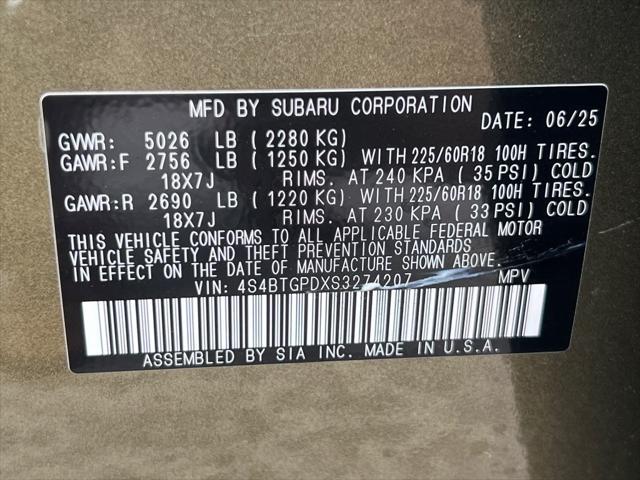 MFD BY SUBARU CORPORATION
DATE: 06/25
GVWR: 5026 LB ( 2280 KG)
GAWR:F 2756 LB ( 1250 KG) WITH 225/60R18 100H TIRES.
18X7J RIMS. AT 240 KPA ( 35 PSI) COLD
GAWR:R 2690 LB ( 1220 KG) WITH 225/60R18 100H TIRES.
18X7J RIMS. AT 230 KPA ( 33 PSI) COLD
THIS VEHICLE CONFORMS TO ALL APPLICABLE FEDERAL MOTOR
VEHICLE SAFETY AND THEFT PREVENTION STANDARDS
IN EFFECT ON THE DATE OF MANUFACTURE SHOWN ABOVE.
VIN: 4S4BTGPDXS3274207 MPV
ASSEMBLED BY SIA INC. MADE IN U.S.A.